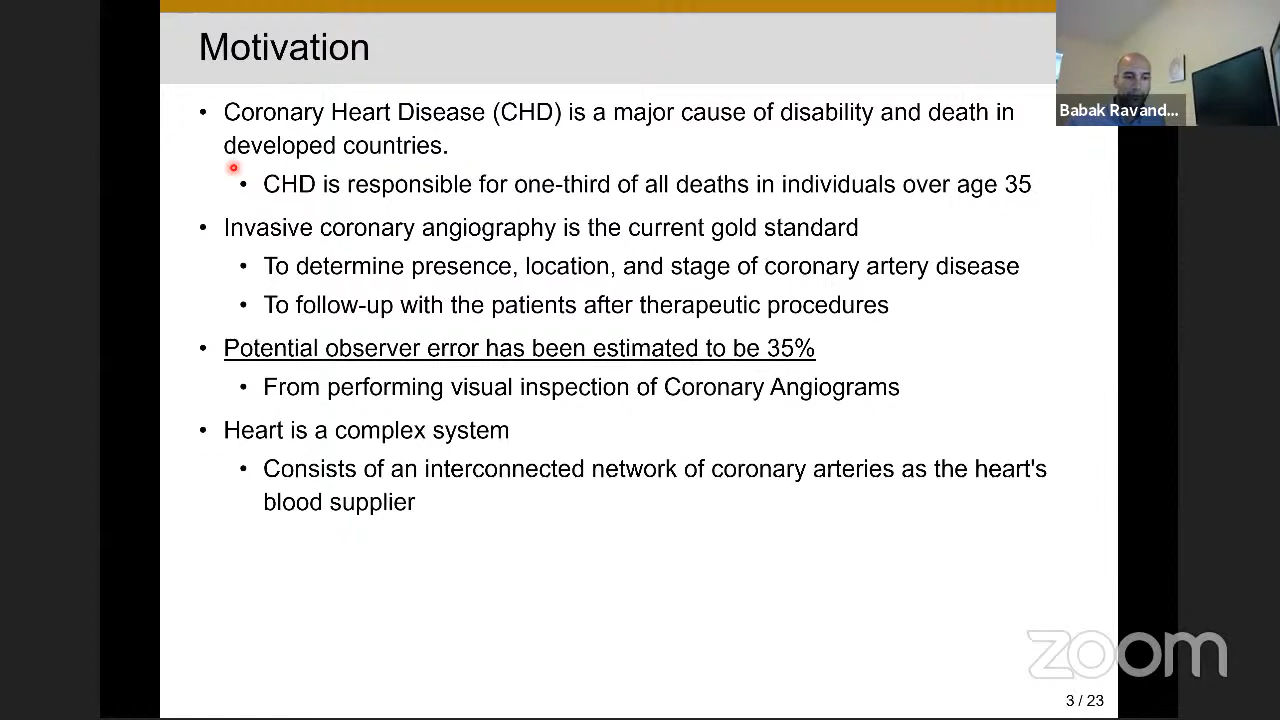 Motivation
• Coronary Heart Disease (CHD) is a major cause of disability and death in
developed countries.
• CHD is responsible for one-third of all deaths in individuals over age 35
• Invasive coronary angiography is the current gold standard
• To determine presence, location, and stage of coronary artery disease
• To follow-up with the patients after therapeutic procedures
• Potential observer error has been estimated to be 35%
• From performing visual inspection of Coronary Angiograms
• Heart is a complex system
• Consists of an interconnected network of coronary arteries as the heart's
blood supplier
Babak Ravand...
zoom
3 / 23